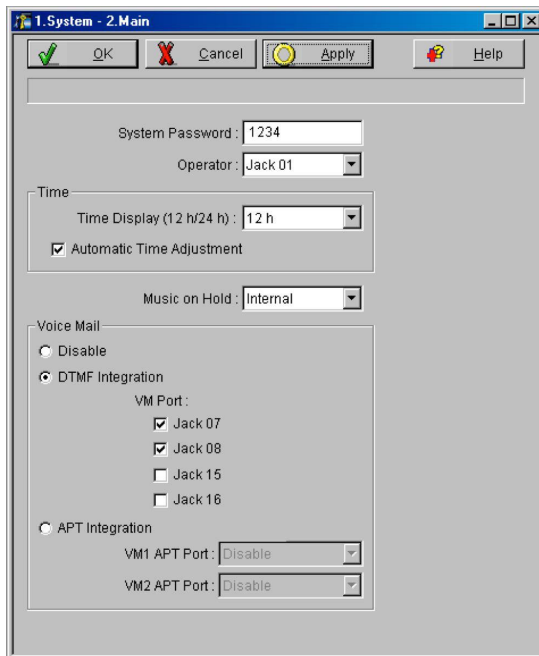 1.System - 2.Main
OK Cancel Apply Help
System Password : 1234
Operator : Jack 01
Time
Time Display (12 h/24 h) : 12 h
Automatic Time Adjustment
Music on Hold : Internal
Voice Mail
Disable
DTMF Integration
VM Port :
Jack 07
Jack 08
Jack 15
Jack 16
APT Integration
VM1 APT Port : Disable
VM2 APT Port : Disable